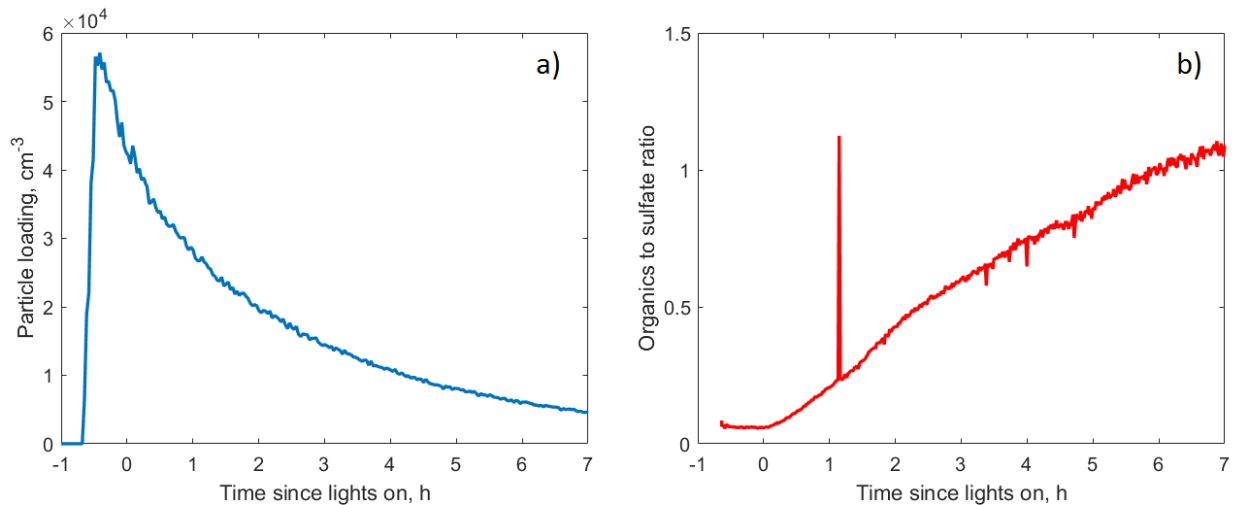 ×10⁴
6
5
4
3
2
1
0
-1 0 1 2 3 4 5 6 7
Particle loading, cm⁻³
Time since lights on, h
a)
1.5
1
0.5
0
-1 0 1 2 3 4 5 6 7
Organics to sulfate ratio
Time since lights on, h
b)